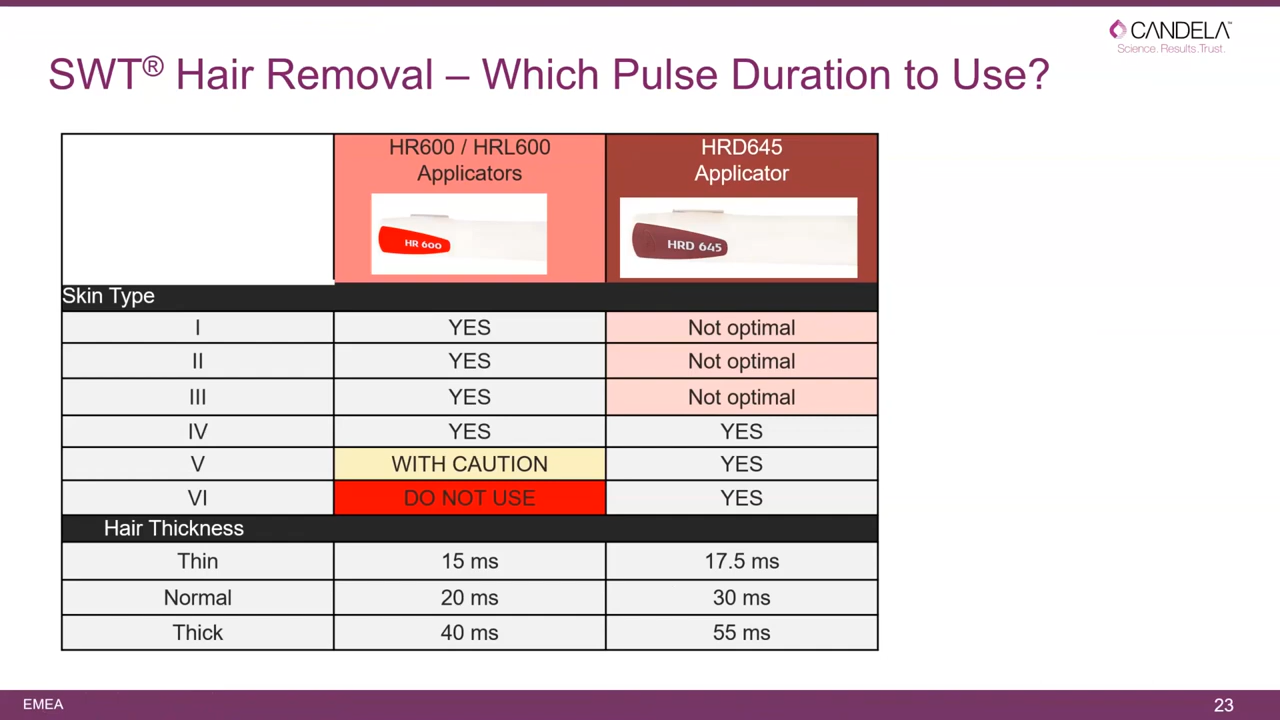 CANDELA™
Science. Results. Trust.
SWT® Hair Removal – Which Pulse Duration to Use?
HR600 / HRL600 HRD645
Applicators Applicator
HR 600 HRD 645
Skin Type
I YES Not optimal
II YES Not optimal
III YES Not optimal
IV YES YES
V WITH CAUTION YES
VI DO NOT USE YES
Hair Thickness
Thin 15 ms 17.5 ms
Normal 20 ms 30 ms
Thick 40 ms 55 ms
EMEA 23